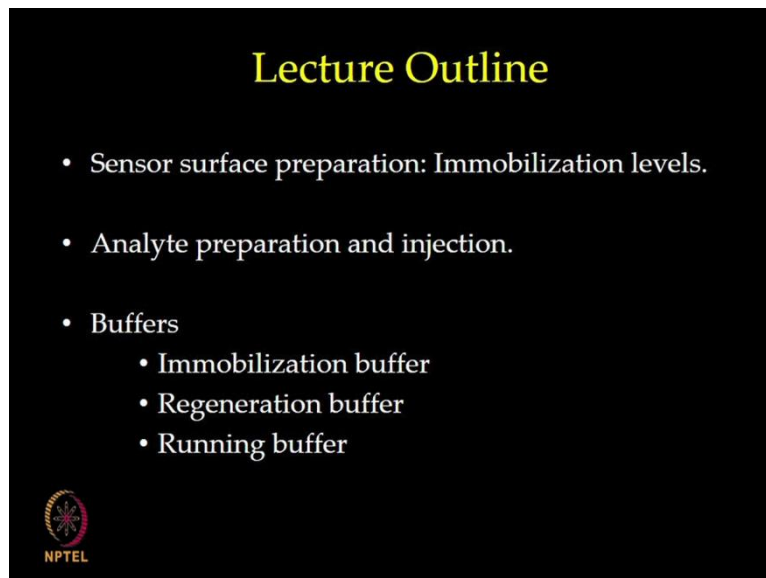 Lecture Outline
• Sensor surface preparation: Immobilization levels.
• Analyte preparation and injection.
• Buffers
• Immobilization buffer
• Regeneration buffer
• Running buffer
NPTEL